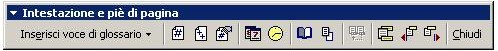 Intestazione e piè di pagina
Inserisci voce di glossario Chiudi